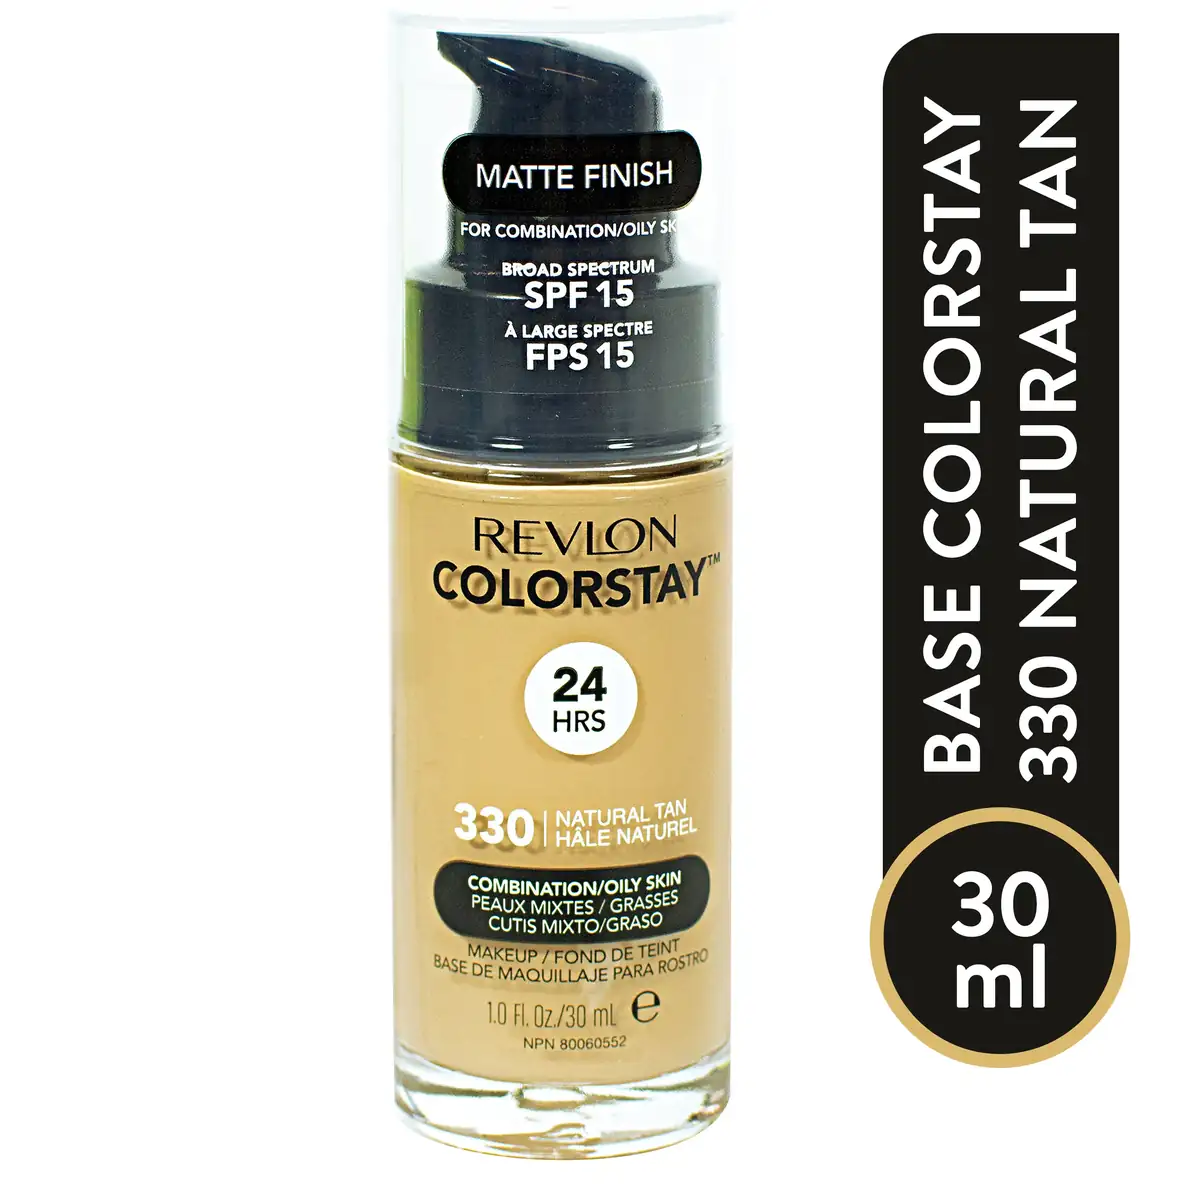 MATTE FINISH
FOR COMBINATION/OILY
BROAD SPECTRUM
SPF 15
À LARGE SPECTRE
FPS 15
REVLON
COLORSTAY™
24
HRS
330
NATURAL TAN
HÂLE NATUREL
COMBINATION/OILY SKIN
PEAUX MIXTES / GRASSES
CUTIS MIXTO/GRASO
MAKEUP / FOND DE TEINT
BASE DE MAQUILLAJE PARA ROSTRO
1.0 Fl. Oz./30 mL e
NPN 80060552
BASE COLORSTAY
330 NATURAL TAN
30
ml